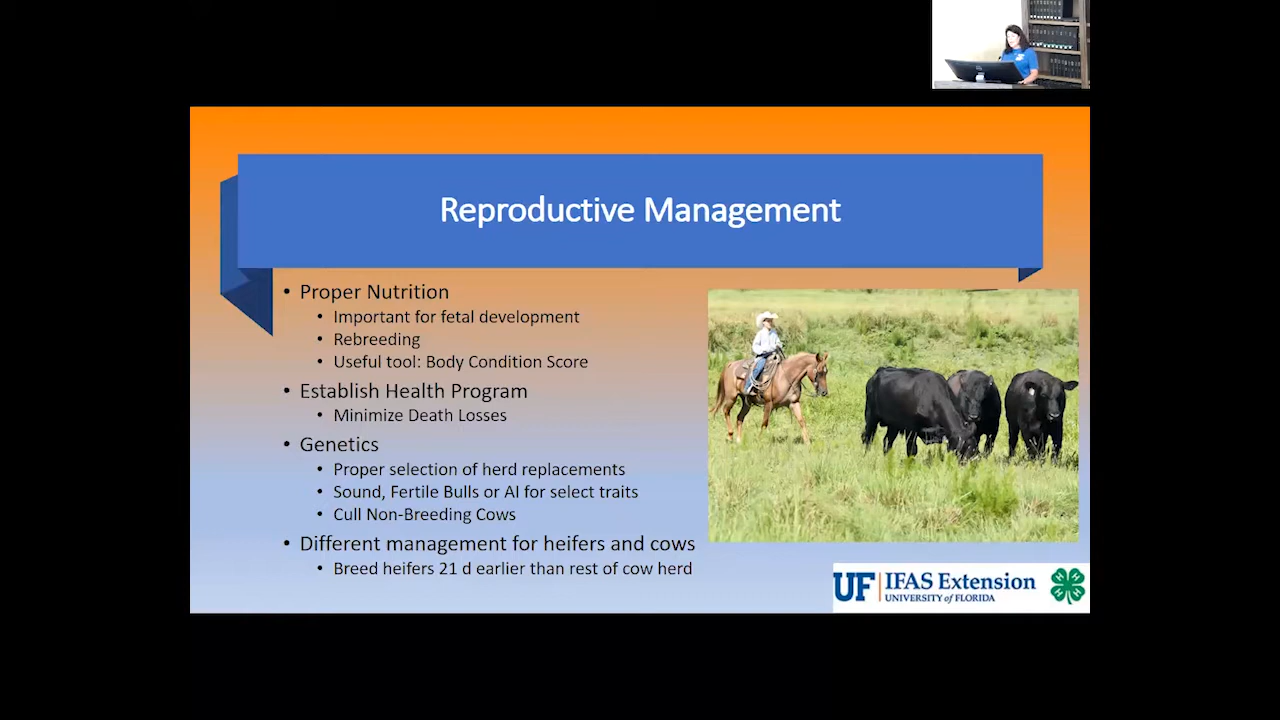 Reproductive Management
• Proper Nutrition
• Important for fetal development
• Rebreeding
• Useful tool: Body Condition Score
• Establish Health Program
• Minimize Death Losses
• Genetics
• Proper selection of herd replacements
• Sound, Fertile Bulls or AI for select traits
• Cull Non-Breeding Cows
• Different management for heifers and cows
• Breed heifers 21 d earlier than rest of cow herd
UF IFAS Extension
UNIVERSITY of FLORIDA
H H H H